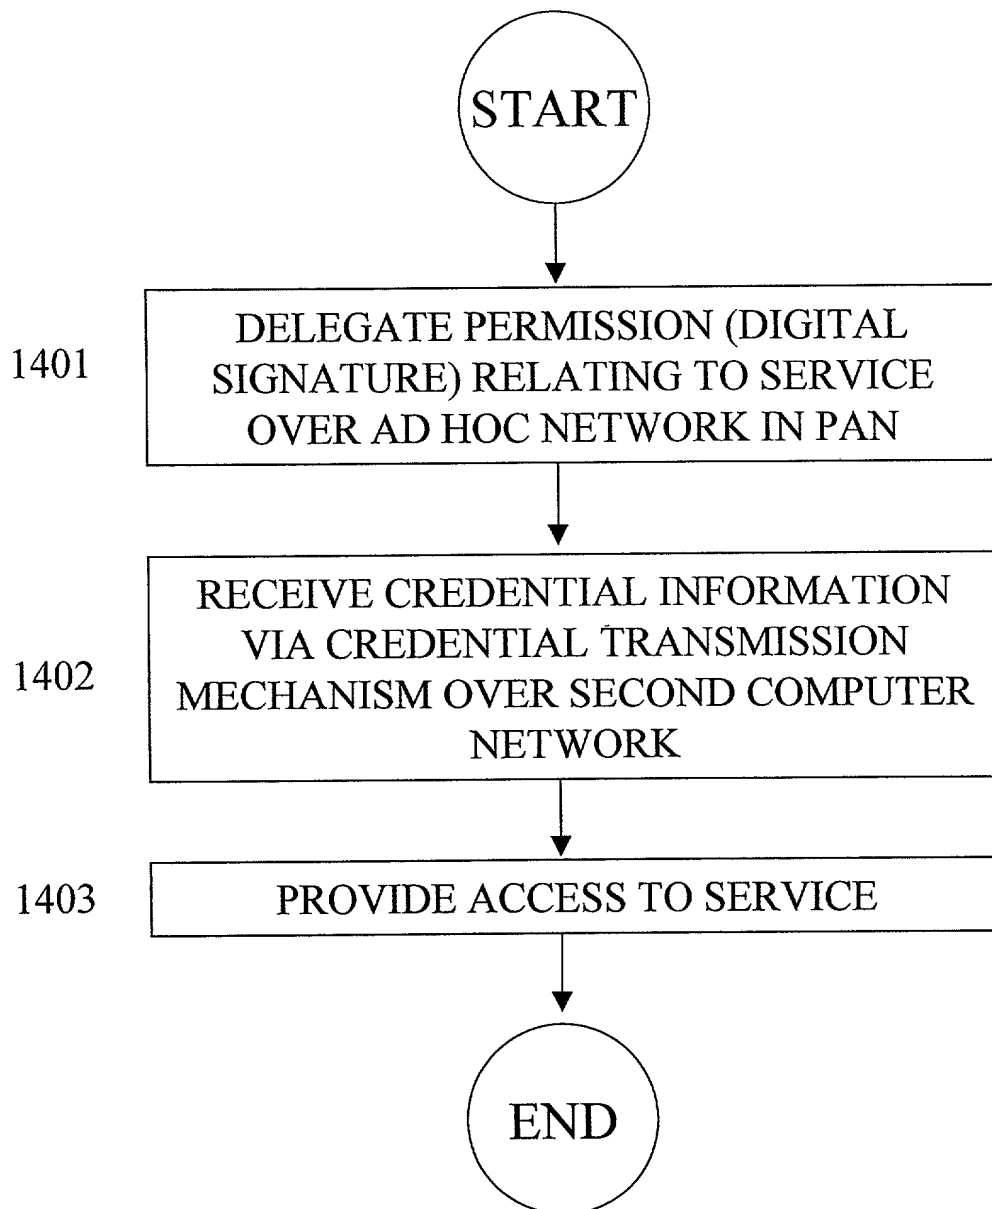 START
1401
DELEGATE PERMISSION (DIGITAL
SIGNATURE) RELATING TO SERVICE
OVER AD HOC NETWORK IN PAN
1402
RECEIVE CREDENTIAL INFORMATION
VIA CREDENTIAL TRANSMISSION
MECHANISM OVER SECOND COMPUTER
NETWORK
1403
PROVIDE ACCESS TO SERVICE
END